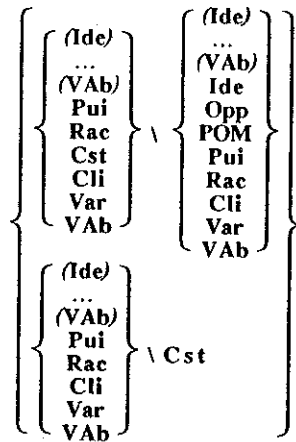 (Ide)
...
(VAb)
Pui
Rac
Cst
Cli
Var
VAb
\
(Ide)
...
(VAb)
Ide
Opp
POM
Pui
Rac
Cli
Var
VAb
(Ide)
...
(VAb)
Pui
Rac
Cli
Var
VAb
\ Cst